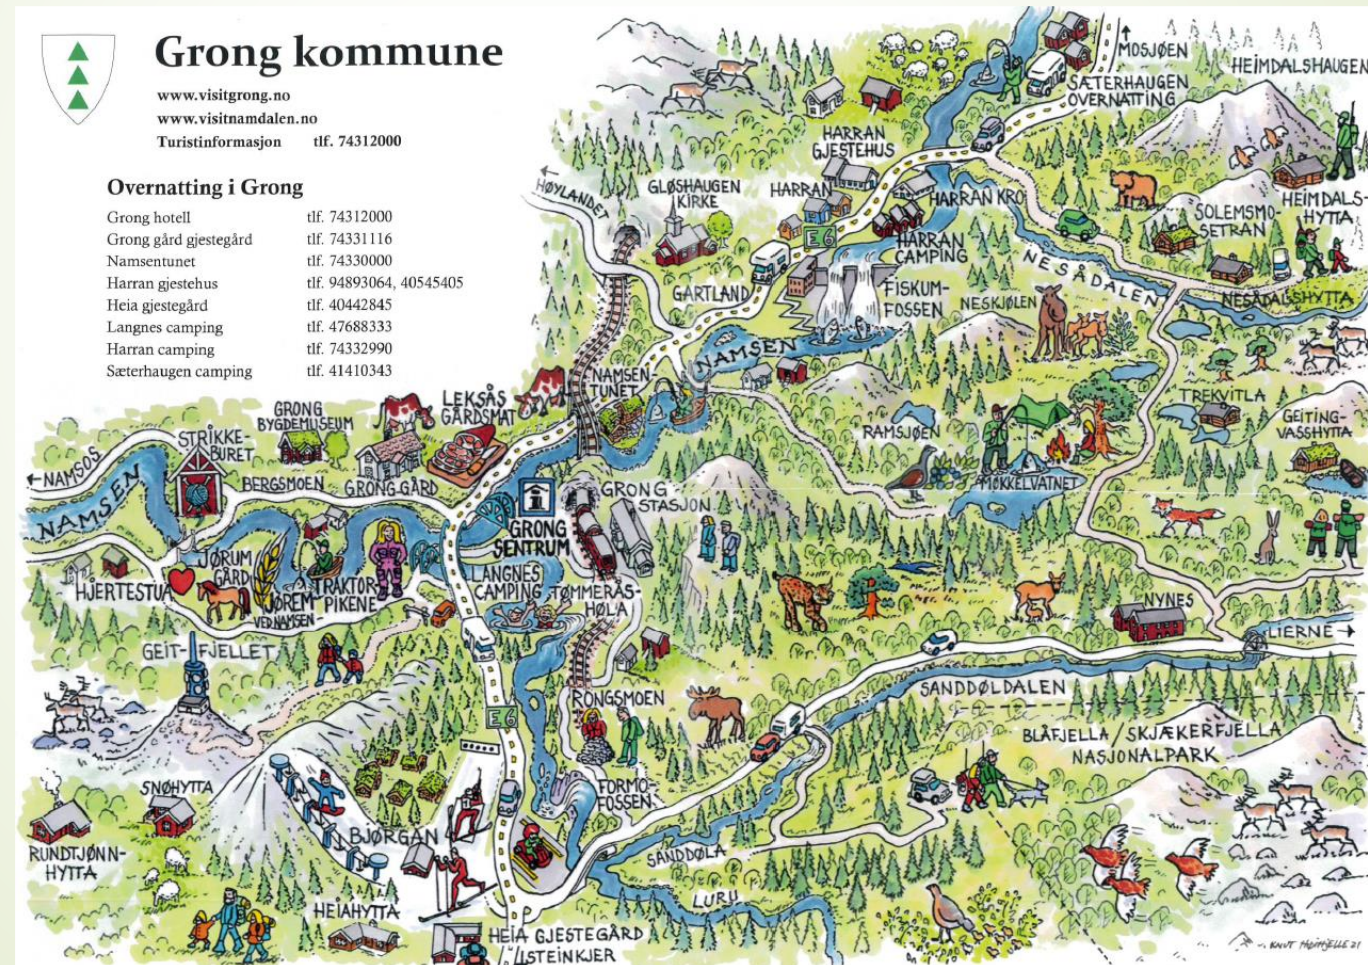 Grong kommune
www.visitgrong.no
www.visitnamdalen.no
Turistinformasjon tlf. 74312000
Overnatting i Grong
Grong hotell tlf. 74312000
Grong gård gjestegård tlf. 74331116
Namsentunet tlf. 74330000
Harran gjestehus tlf. 94893064, 40545405
Heia gjestegård tlf. 40442845
Langnes camping tlf. 47688333
Harran camping tlf. 74332990
Sæterhaugen camping tlf. 41410343
MOSJØEN
HEIMDALSHAUGEN
SÆTERHAUGEN
OVERNATTING
HARRAN
GJESTEHUS
HØYLANDET
GLØSHAUGEN
KIRKE
HARRAN
HARRAN KRO
E6
HARRAN
CAMPING
SOLEMSMO-
SETRAN
HEIMDALS-
HYTTA
NESÅDALEN
NESÅDALSHYTTA
GARTLAND
FISKUM-
FOSSEN
NESKJØLEN
NAMSEN
NAMSEN
TUNET
LEKSÅS
GÅRDSMAT
GRONG
BYGDEMUSEUM
STRIKKE-
BURET
BERGSMOEN
GRONG GÅRD
NAMSOS
NAMSEN
RAMSJØEN
TREKVITLA
GEITING-
VASSHYTTA
MØKKELVATNET
GRONG
STASJON
i
GRONG
SENTRUM
LANGNES
CAMPING
TØMMERÅS-
HØLA
HJERTESTUA
JØRUM
GÅRD
JØREM
VED NAMSEN
TRAKTOR-
PIKENE
GEIT-
FJELLET
NYNES
LIERNE
SANDDØLDALEN
RONGSMOEN
E6
BLÅFJELLA/SKJÆKERFJELLA
NASJONALPARK
SNØHYTTA
RUNDTJØNN-
HYTTA
BJØRGAN
FORMO-
FOSSEN
SANDDØLA
LURU
HEIAHYTTA
HEIA GJESTEGÅRD
STEINKJER